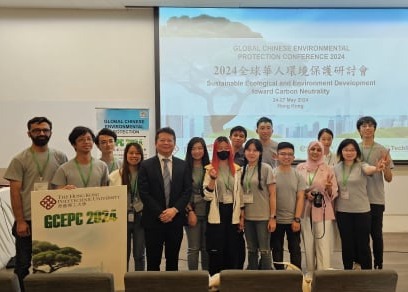 GLOBAL CHINESE ENVIRONMENTAL
PROTECTION CONFERENCE 2024
2024全球華人環境保護研討會
Sustainable Ecological and Environment Development
toward Carbon Neutrality
24-27 May 2024
Hong Kong
GLOBAL CHINESE
ENVIRONMENTAL
PROTECTION
THE HONG KONG
POLYTECHNIC UNIVERSITY
香港理工大學
GCEPC 2024